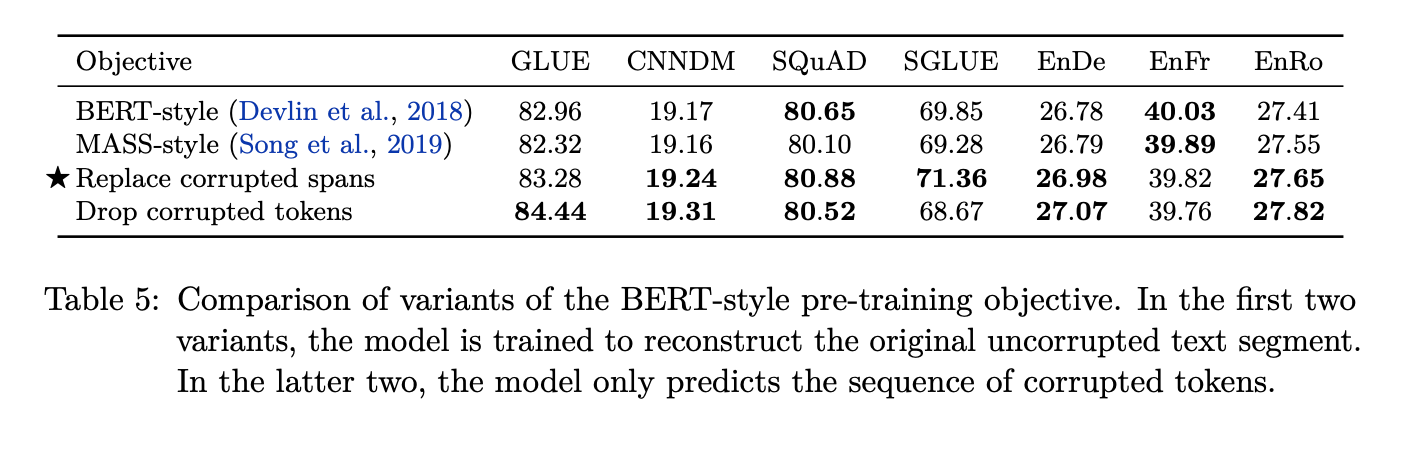 Objective GLUE CNNDM SQuAD SGLUE EnDe EnFr EnRo
BERT-style (Devlin et al., 2018) 82.96 19.17 80.65 69.85 26.78 40.03 27.41
MASS-style (Song et al., 2019) 82.32 19.16 80.10 69.28 26.79 39.89 27.55
★ Replace corrupted spans 83.28 19.24 80.88 71.36 26.98 39.82 27.65
Drop corrupted tokens 84.44 19.31 80.52 68.67 27.07 39.76 27.82
Table 5: Comparison of variants of the BERT-style pre-training objective. In the first two
variants, the model is trained to reconstruct the original uncorrupted text segment.
In the latter two, the model only predicts the sequence of corrupted tokens.